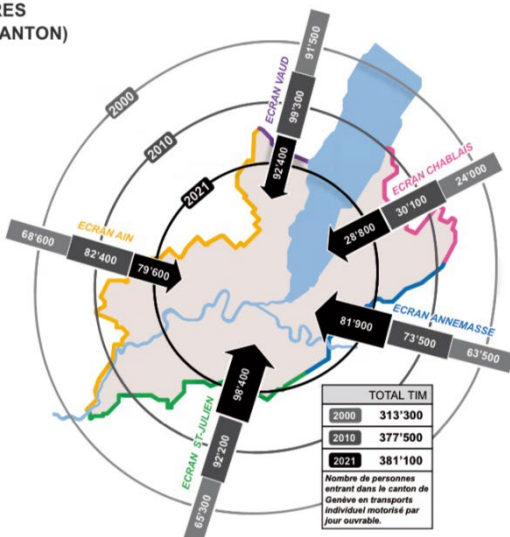 RES
ANTON)
2000
2010
2021
ECRAN VAUD
91'500
99'300
92'400
ECRAN CHABLAIS
24'000
30'100
28'800
ECRAN AIN
68'600
82'400
79'600
ECRAN ANNEMASSE
81'900
73'500
63'500
ECRAN ST-JULIEN
98'400
92'200
65'300
TOTAL TIM
2000 313'300
2010 377'500
2021 381'100
Nombre de personnes
entrant dans le canton de
Genève en transports
individuel motorisé par
jour ouvrable.